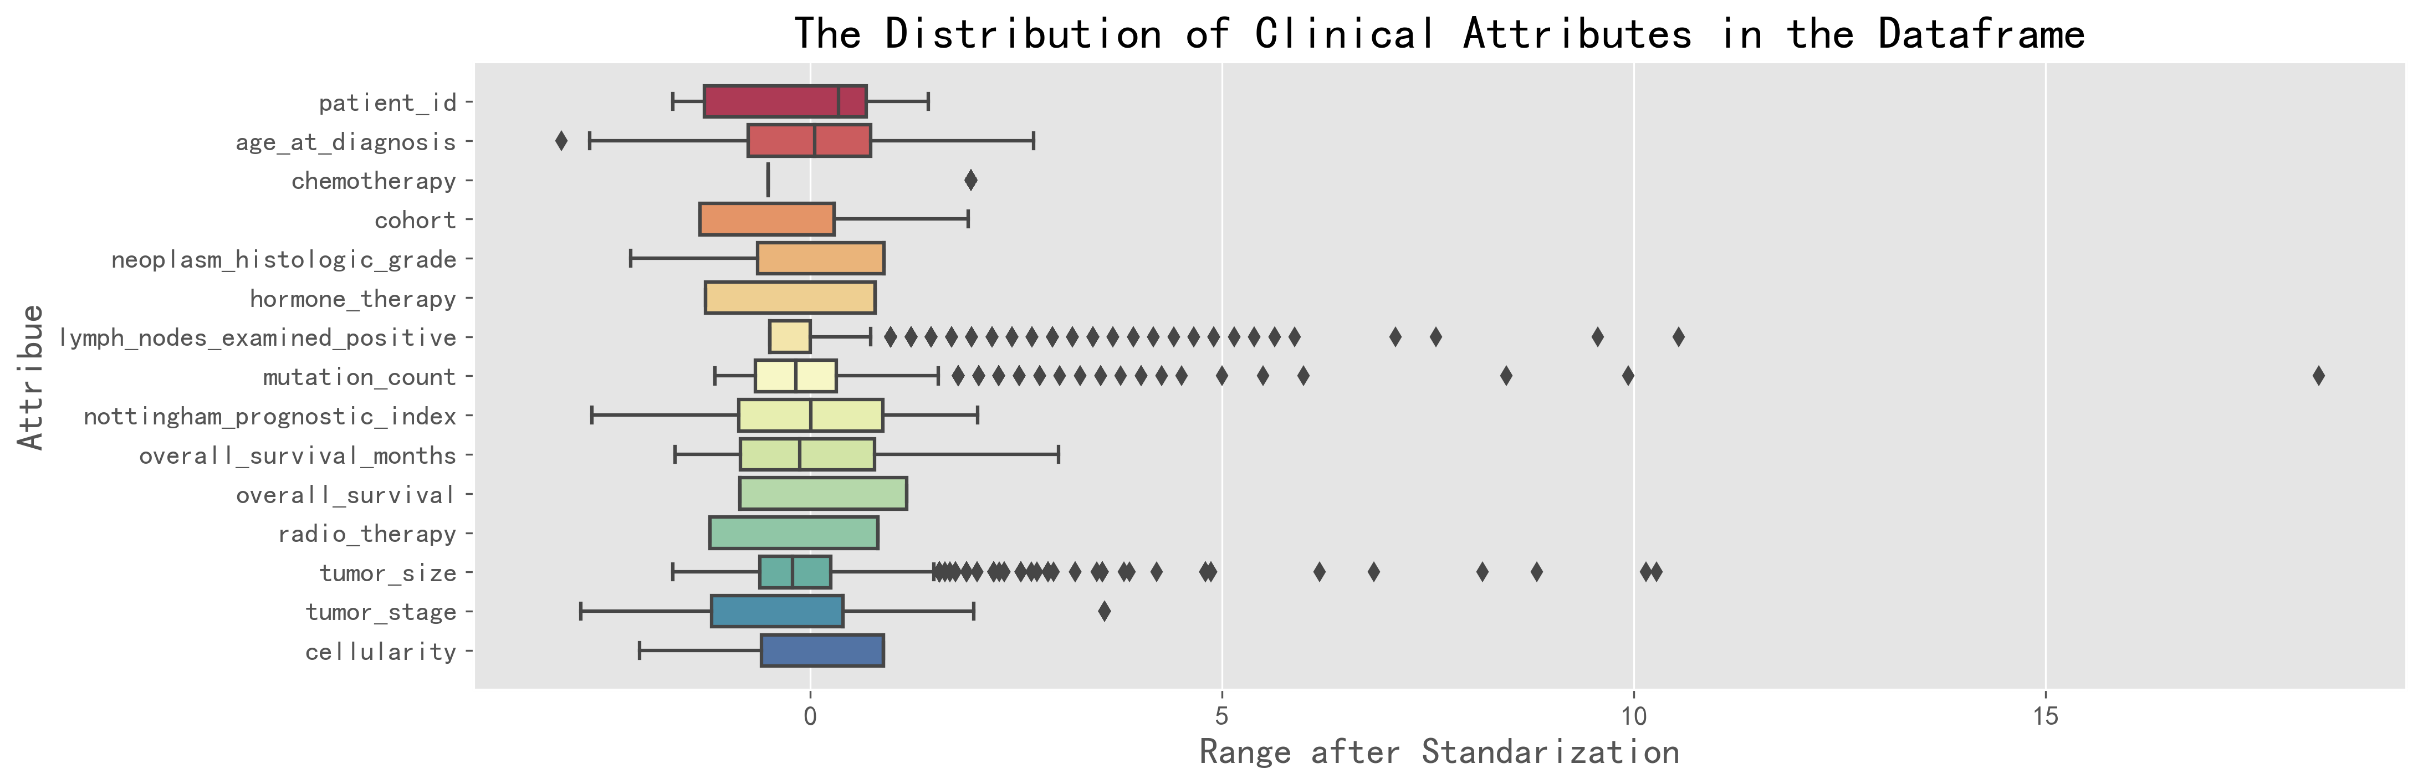 The Distribution of Clinical Attributes in the Dataframe
Attribue
patient_id
age_at_diagnosis
chemotherapy
cohort
neoplasm_histologic_grade
hormone_therapy
lymph_nodes_examined_positive
mutation_count
nottingham_prognostic_index
overall_survival_months
overall_survival
radio_therapy
tumor_size
tumor_stage
cellularity
0 5 10 15
Range after Standarization